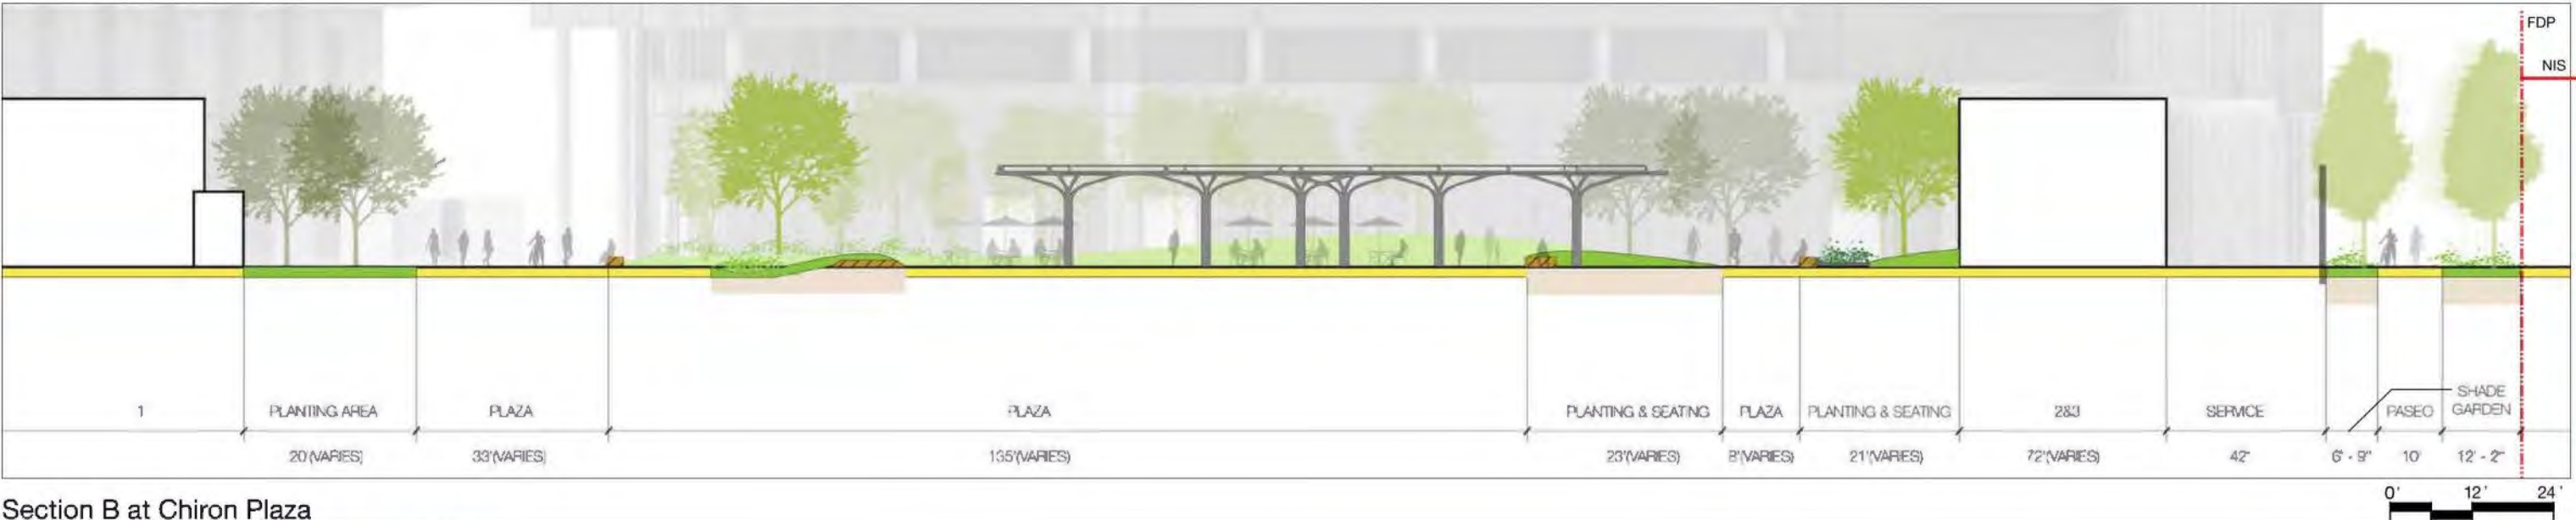 FDP
NIS
SHADE
1 PLANTING AREA PLAZA PLAZA PLANTING & SEATING PLAZA PLANTING & SEATING 2&3 SERVICE PASEO GARDEN
20'(VARIES) 33'(VARIES) 135'(VARIES) 23'(VARIES) 8'(VARIES) 21'(VARIES) 72'(VARIES) 42' 6' - 9" 10' 12' - 2"
0' 12' 24'
Section B at Chiron Plaza